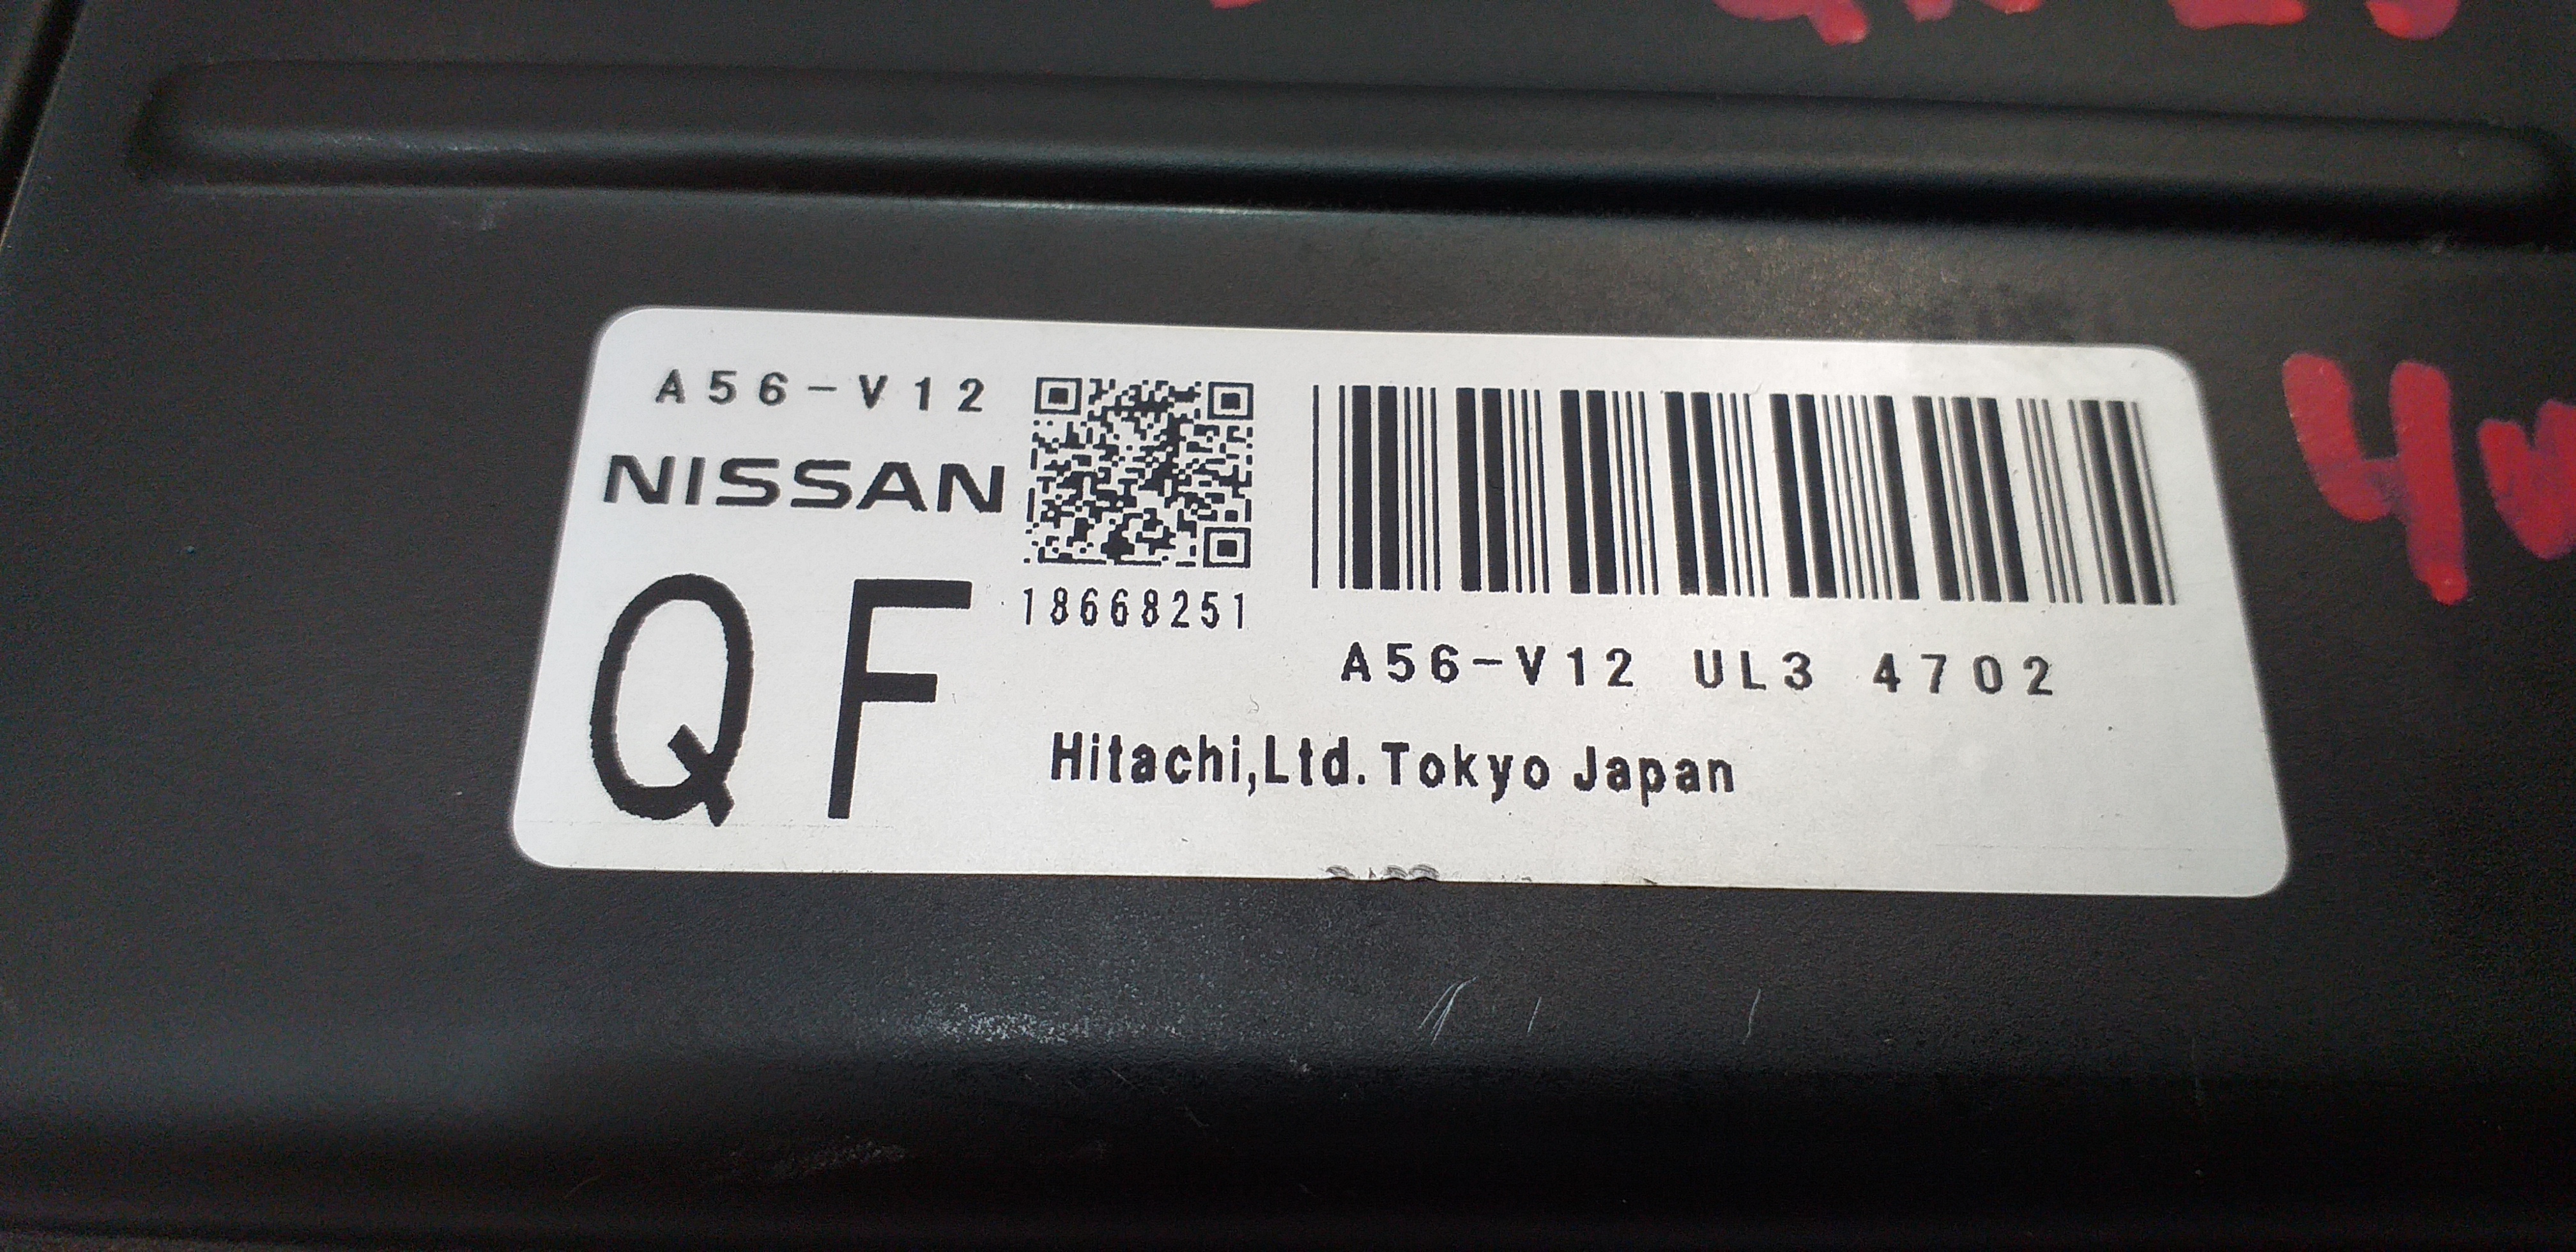 A56-V12
NISSAN
QF
18668251
A56-V12 UL3 4702
Hitachi,Ltd. Tokyo Japan